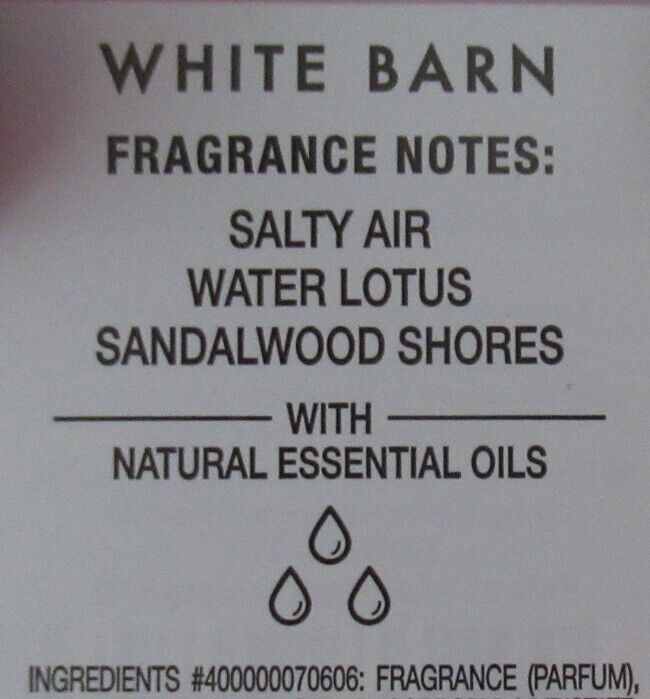 WHITE BARN
FRAGRANCE NOTES:
SALTY AIR
WATER LOTUS
SANDALWOOD SHORES
WITH
NATURAL ESSENTIAL OILS
INGREDIENTS #400000070606: FRAGRANCE (PARFUM),